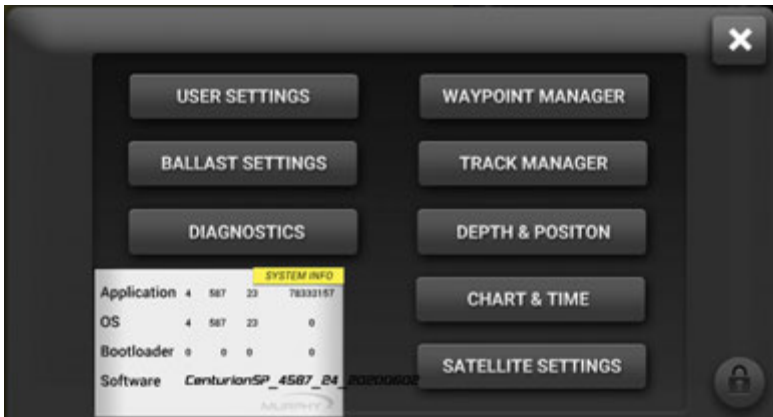 USER SETTINGS
WAYPOINT MANAGER
BALLAST SETTINGS
TRACK MANAGER
DIAGNOSTICS
DEPTH & POSITON
SYSTEM INFO
Application 4 587 23 78333157
OS 4 587 23 0
Bootloader 0 0 0 0
Software CenturionSP_4587_24_20200602
MURPHY
CHART & TIME
SATELLITE SETTINGS